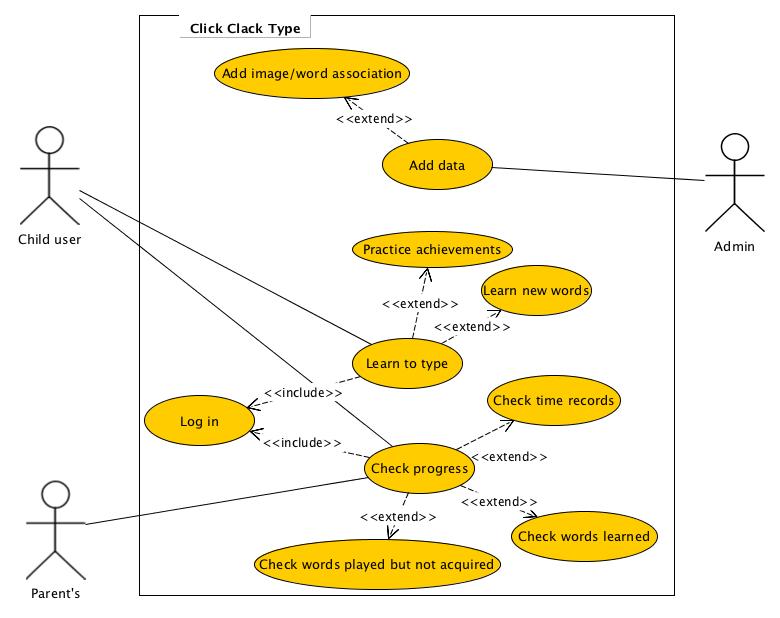 Click Clack Type
Add image/word association
<<extend>>
Add data
Child user
Admin
Practice achievements
Learn new words
<<extend>>
<<extend>>
Learn to type
<<include>>
Check time records
Log in
<<include>>
<<extend>>
Check progress
<<extend>>
<<extend>>
Check words learned
Check words played but not acquired
Parent's